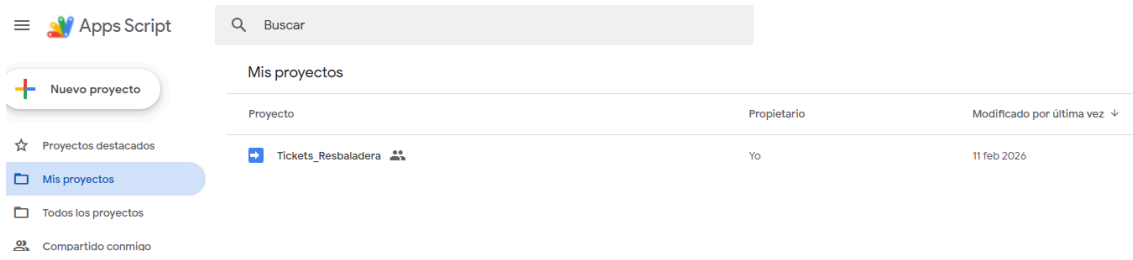 Apps Script
Buscar
Nuevo proyecto
Proyectos destacados
Mis proyectos
Todos los proyectos
Compartido conmigo
Mis proyectos
Proyecto Propietario Modificado por última vez
Tickets_Resbaladera Yo 11 feb 2026